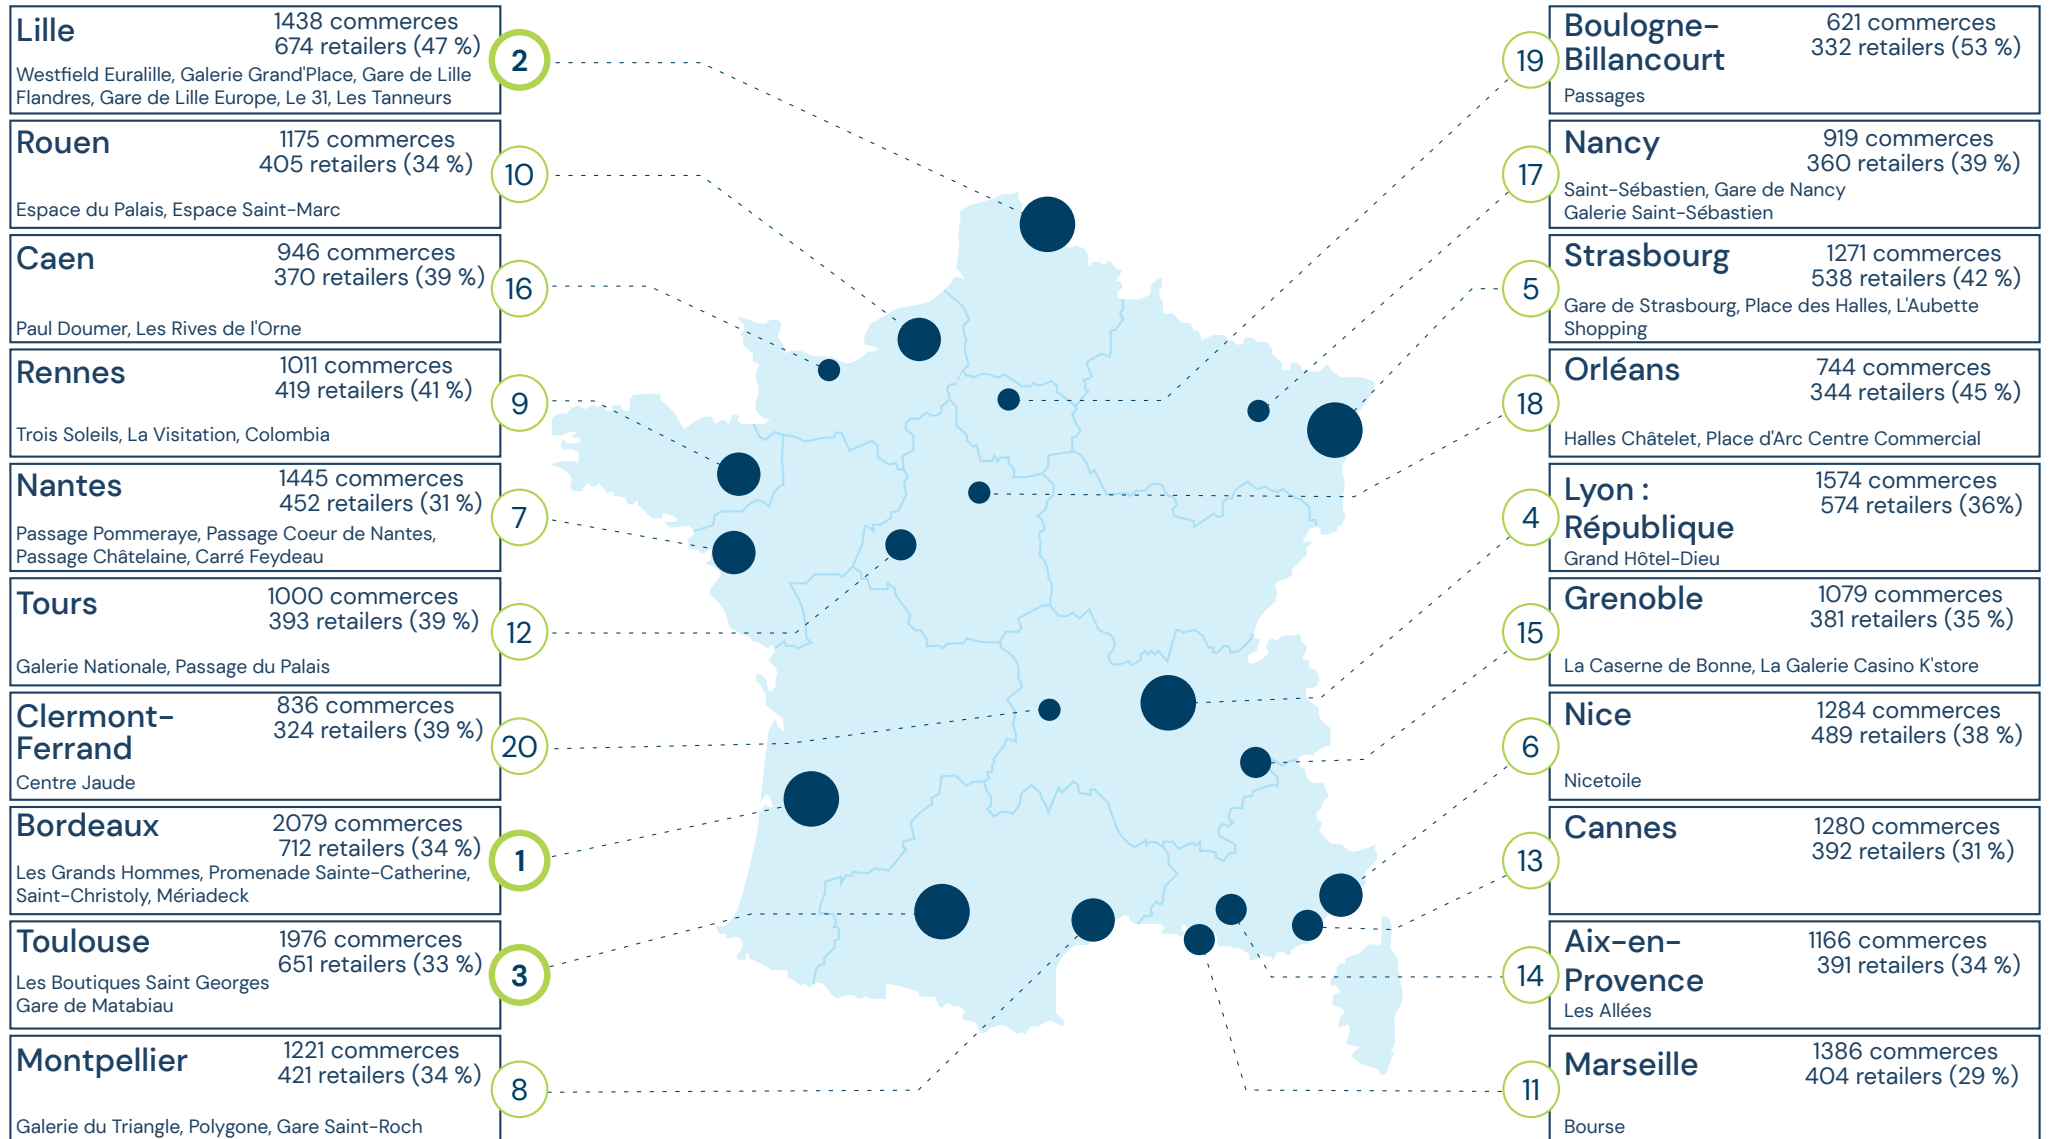 Lille
1438 commerces
674 retailers (47 %)
Westfield Euralille, Galerie Grand'Place, Gare de Lille
Flandres, Gare de Lille Europe, Le 31, Les Tanneurs
2
Rouen
1175 commerces
405 retailers (34 %)
Espace du Palais, Espace Saint-Marc
10
Caen
946 commerces
370 retailers (39 %)
Paul Doumer, Les Rives de l'Orne
16
Rennes
1011 commerces
419 retailers (41 %)
Trois Soleils, La Visitation, Colombia
9
Nantes
1445 commerces
452 retailers (31 %)
Passage Pommeraye, Passage Coeur de Nantes,
Passage Châtelaine, Carré Feydeau
7
Tours
1000 commerces
393 retailers (39 %)
Galerie Nationale, Passage du Palais
12
Clermont-
Ferrand
836 commerces
324 retailers (39 %)
Centre Jaude
20
Bordeaux
2079 commerces
712 retailers (34 %)
Les Grands Hommes, Promenade Sainte-Catherine,
Saint-Christoly, Mériadeck
1
Toulouse
1976 commerces
651 retailers (33 %)
Les Boutiques Saint Georges
Gare de Matabiau
3
Montpellier
1221 commerces
421 retailers (34 %)
Galerie du Triangle, Polygone, Gare Saint-Roch
8
19
Boulogne-
Billancourt
621 commerces
332 retailers (53 %)
Passages
17
Nancy
919 commerces
360 retailers (39 %)
Saint-Sébastien, Gare de Nancy
Galerie Saint-Sébastien
5
Strasbourg
1271 commerces
538 retailers (42 %)
Gare de Strasbourg, Place des Halles, L'Aubette
Shopping
18
Orléans
744 commerces
344 retailers (45 %)
Halles Châtelet, Place d'Arc Centre Commercial
4
Lyon :
République
1574 commerces
574 retailers (36%)
Grand Hôtel-Dieu
15
Grenoble
1079 commerces
381 retailers (35 %)
La Caserne de Bonne, La Galerie Casino K'store
6
Nice
1284 commerces
489 retailers (38 %)
Nicetoile
13
Cannes
1280 commerces
392 retailers (31 %)
14
Aix-en-
Provence
1166 commerces
391 retailers (34 %)
Les Allées
11
Marseille
1386 commerces
404 retailers (29 %)
Bourse